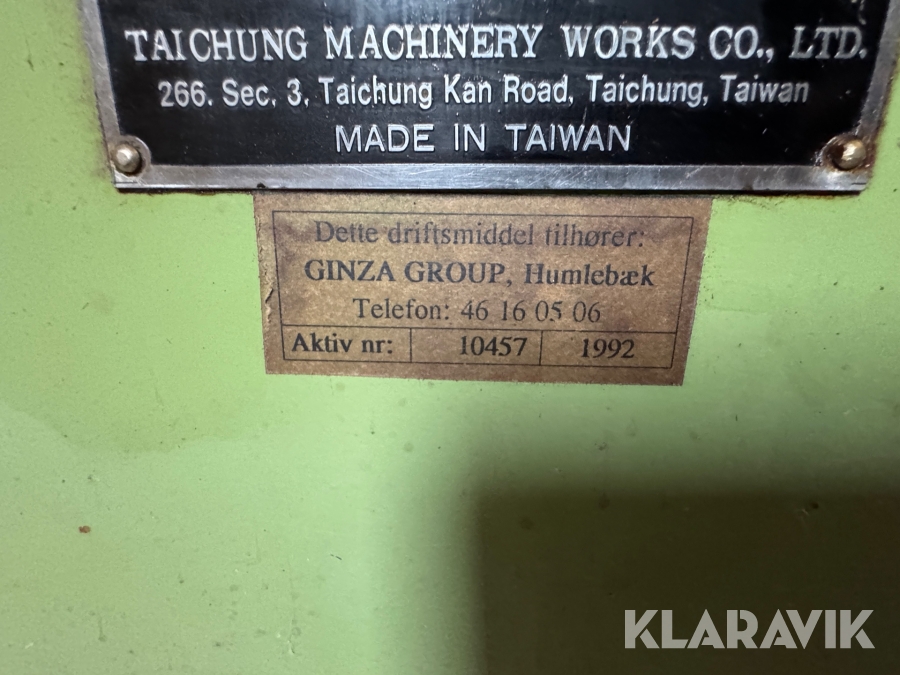 TAICHUNG MACHINERY WORKS CO., LTD.
266. Sec. 3. Taichung Kan Road, Taichung, Taiwan
MADE IN TAIWAN
Dette driftsmiddel tilhører:
GINZA GROUP, Humlebæk
Telefon: 46 16 05 06
Aktiv nr: 10457 1992
KLARAVIK